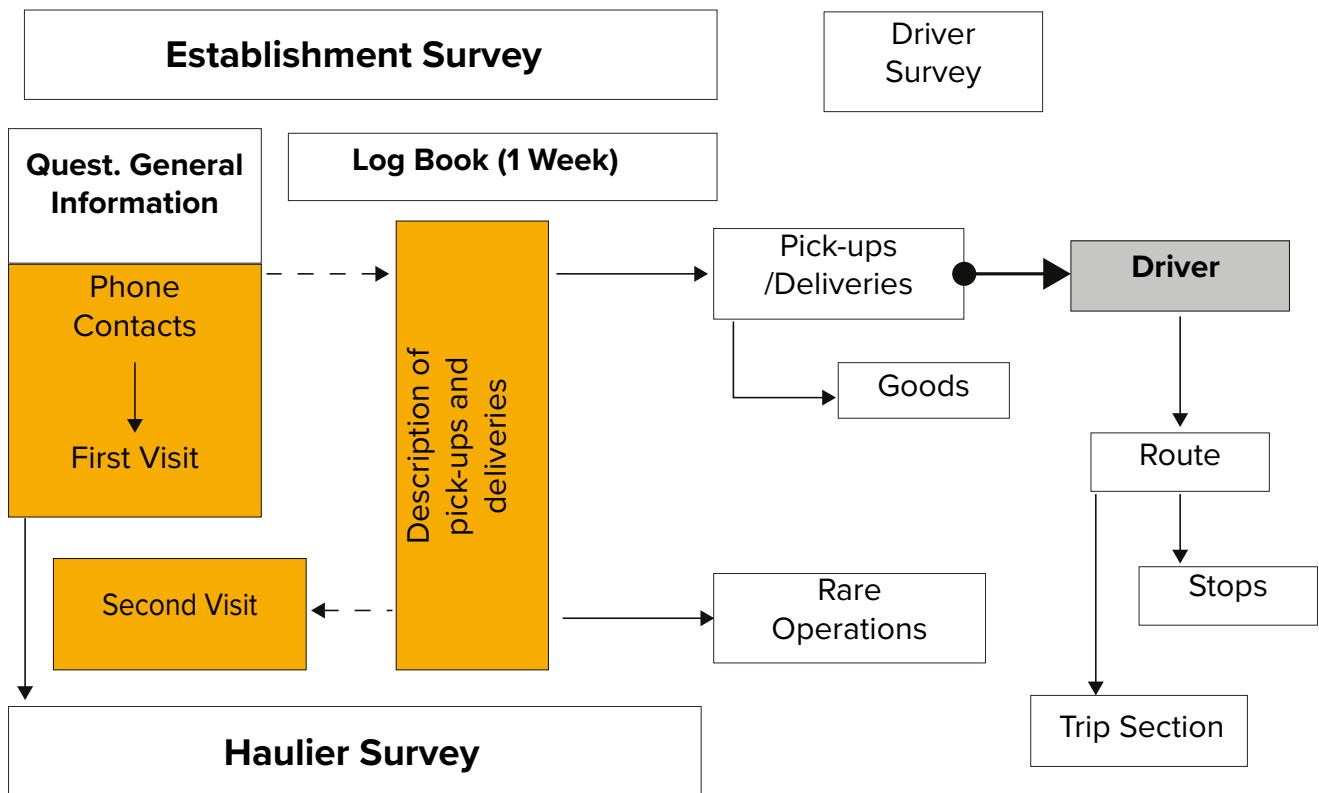 Establishment Survey
Driver
Survey
Quest. General
Information
Log Book (1 Week)
Phone
Contacts
First Visit
Description of
pick-ups and
deliveries
Pick-ups
/Deliveries
Driver
Goods
Route
Second Visit
Rare
Operations
Stops
Trip Section
Haulier Survey